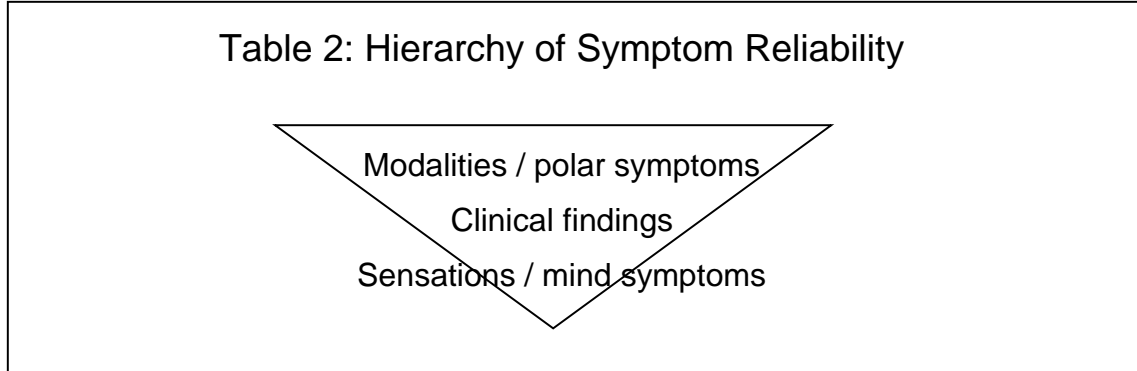 Table 2: Hierarchy of Symptom Reliability
Modalities / polar symptoms
Clinical findings
Sensations / mind symptoms